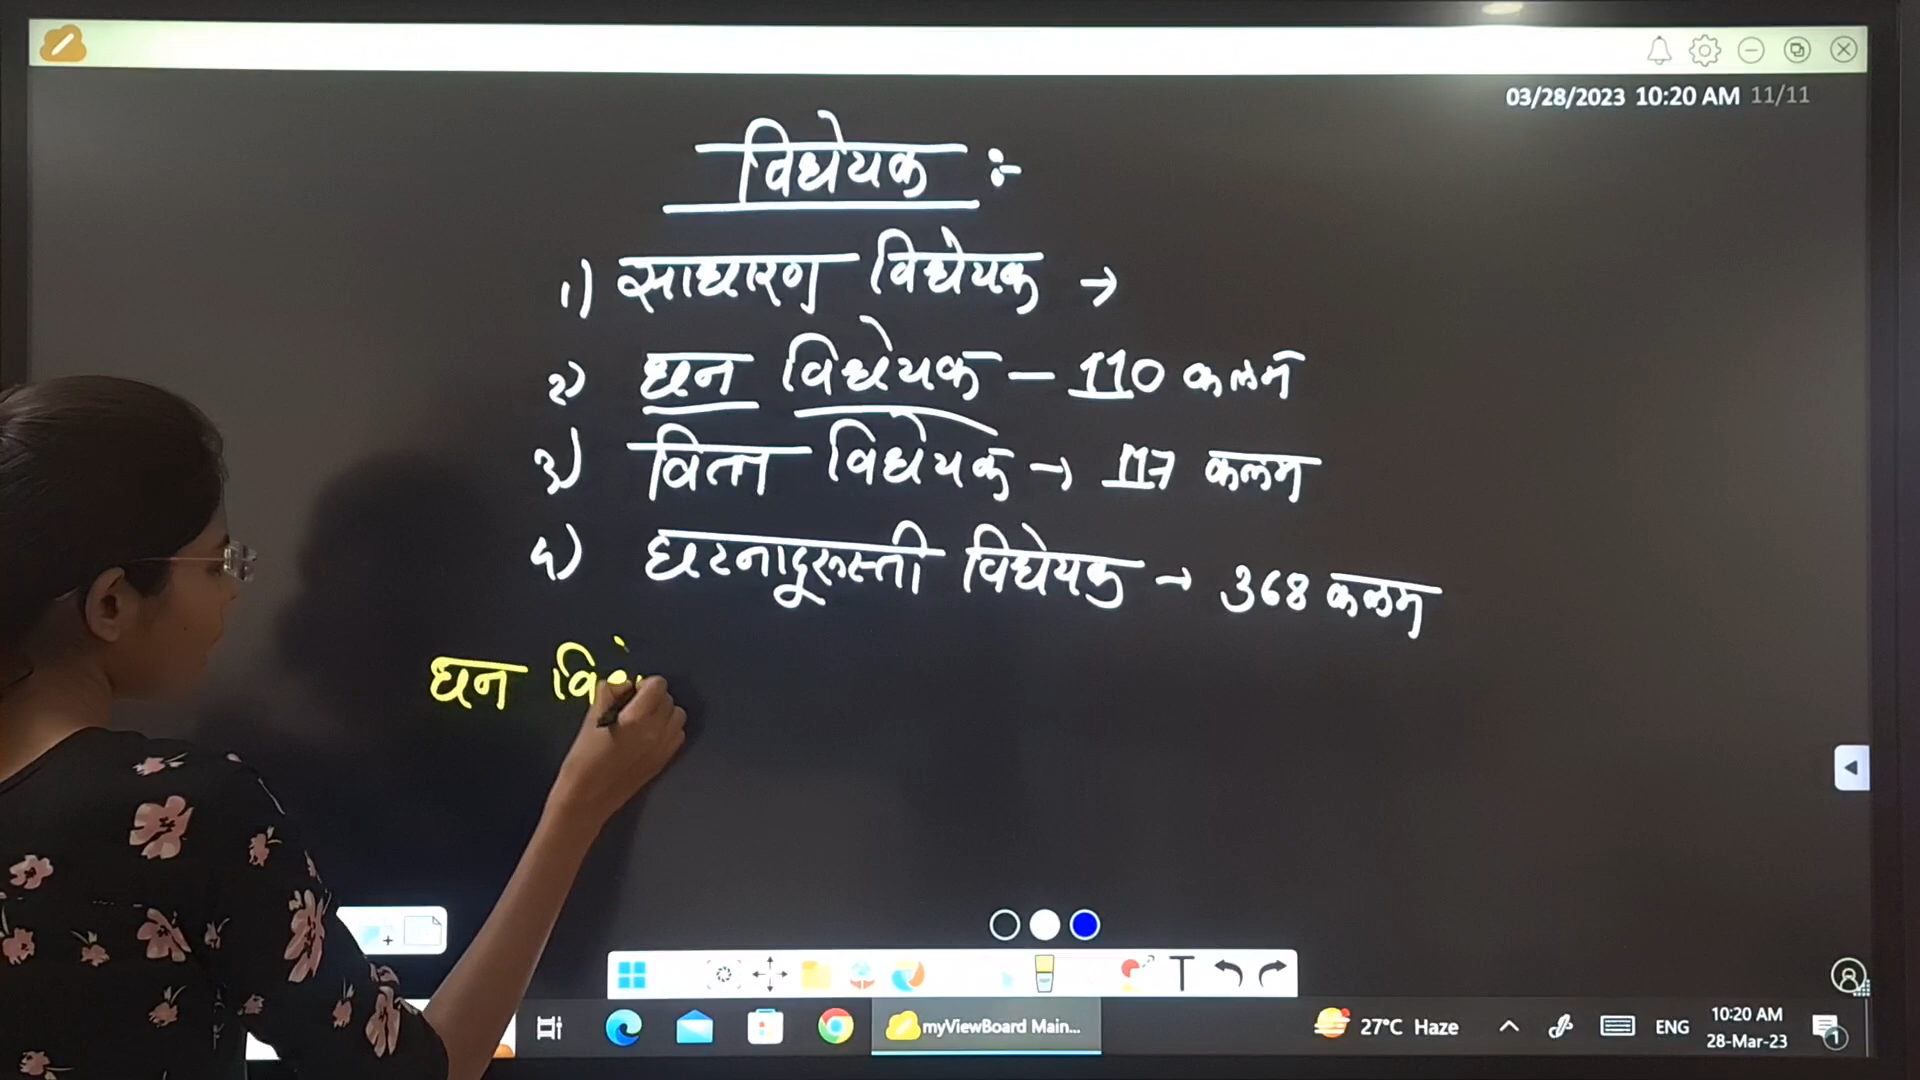 03/28/2023 10:20 AM 11/11
विधेयक :-
1) साधारण विधेयक →
2) धन विधेयक – 110 कलम
3) वित्त विधेयक → 117 कलम
4) घटनादूरुस्ती विधेयक → 368 कलम
धन
T
myViewBoard Main...
27°C Haze
ENG
10:20 AM
28-Mar-23
1